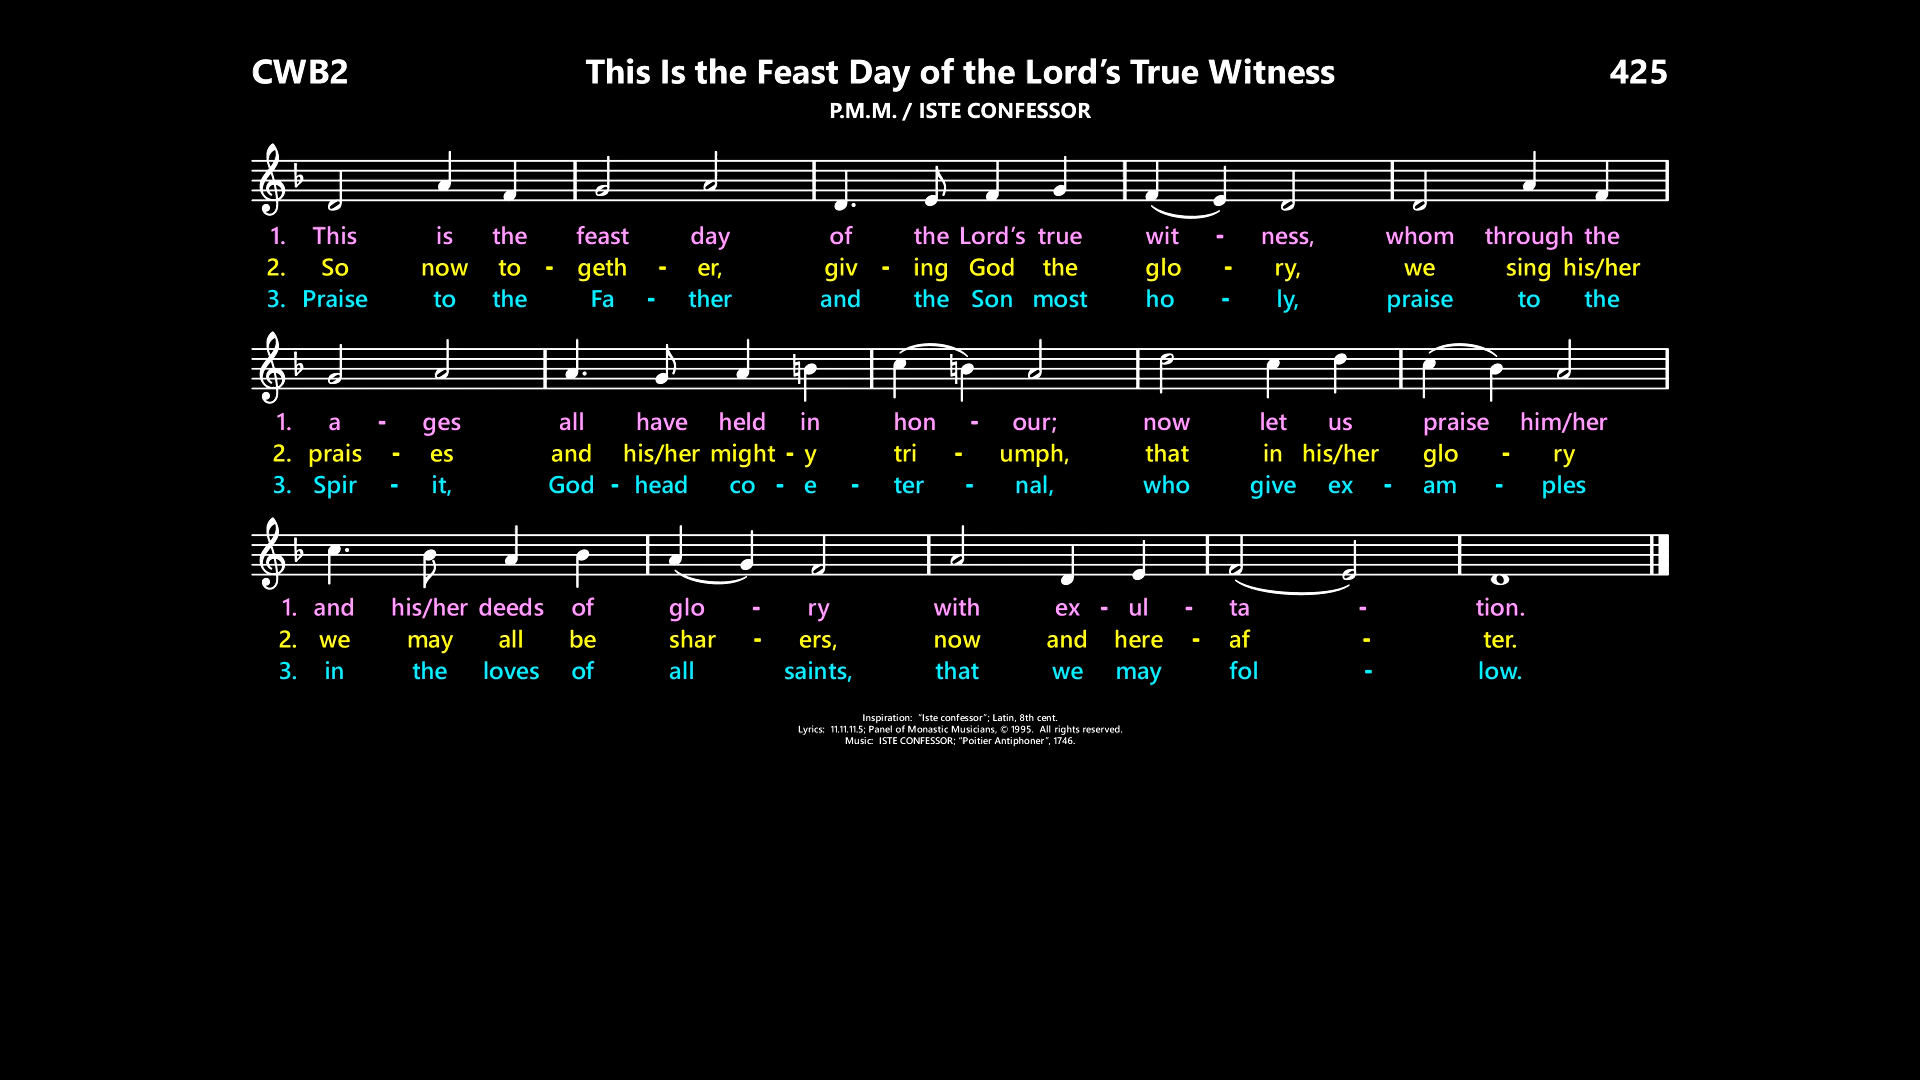 CWB2 This Is the Feast Day of the Lord’s True Witness 425
P.M.M. / ISTE CONFESSOR
1. This is the feast day of the Lord’s true wit - ness, whom through the
2. So now to - geth - er, giv - ing God the glo - ry, we sing his/her
3. Praise to the Fa - ther and the Son most ho - ly, praise to the
1. a - ges all have held in hon - our; now let us praise him/her
2. prais - es and his/her might - y tri - umph, that in his/her glo - ry
3. Spir - it, God - head co - e - ter - nal, who give ex - am - ples
1. and his/her deeds of glo - ry with ex - ul - ta - tion.
2. we may all be shar - ers, now and here - af - ter.
3. in the loves of all saints, that we may fol - low.
Inspiration: “Iste confessor”; Latin, 8th cent.
Lyrics: 11.11.11.5; Panel of Monastic Musicians, © 1995. All rights reserved.
Music: ISTE CONFESSOR; “Poitier Antiphoner”, 1746.